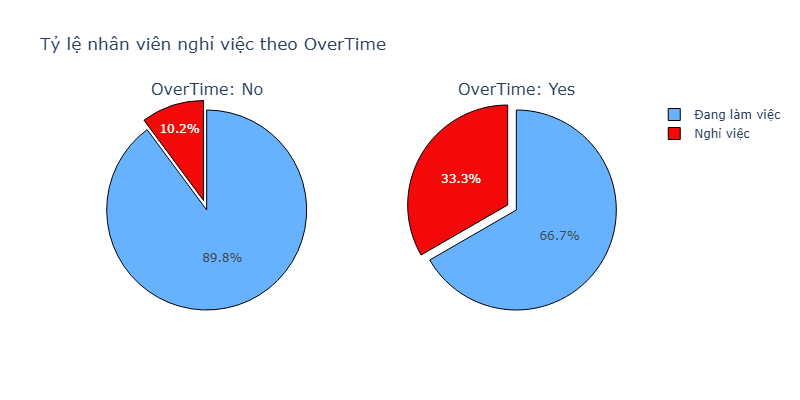 Tỷ lệ nhân viên nghỉ việc theo OverTime
OverTime: No
OverTime: Yes
Đang làm việc
Nghỉ việc
10.2%
89.8%
33.3%
66.7%